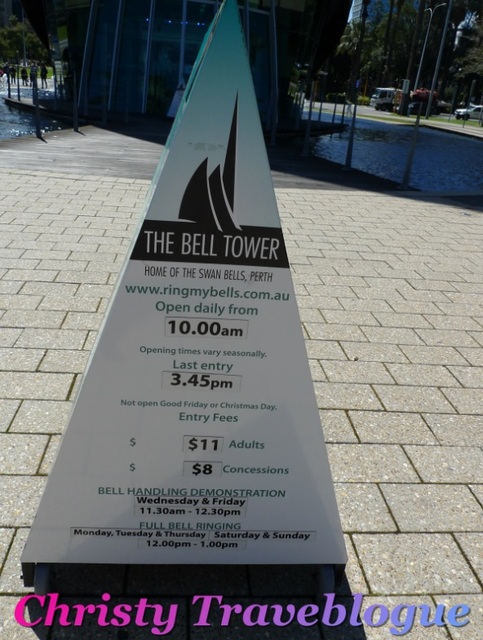 THE BELL TOWER
HOME OF THE SWAN BELLS, PERTH
www.ringmybells.com.au
Open daily from
10.00am
Opening times vary seasonally.
Last entry
3.45pm
Not open Good Friday or Christmas Day.
Entry Fees
$ $11 Adults
$ $8 Concessions
BELL HANDLING DEMONSTRATION
Wednesday & Friday
11.30am - 12.30pm
FULL BELL RINGING
Monday, Tuesday & Thursday Saturday & Sunday
12.00pm - 1.00pm
Christy Traveblogue